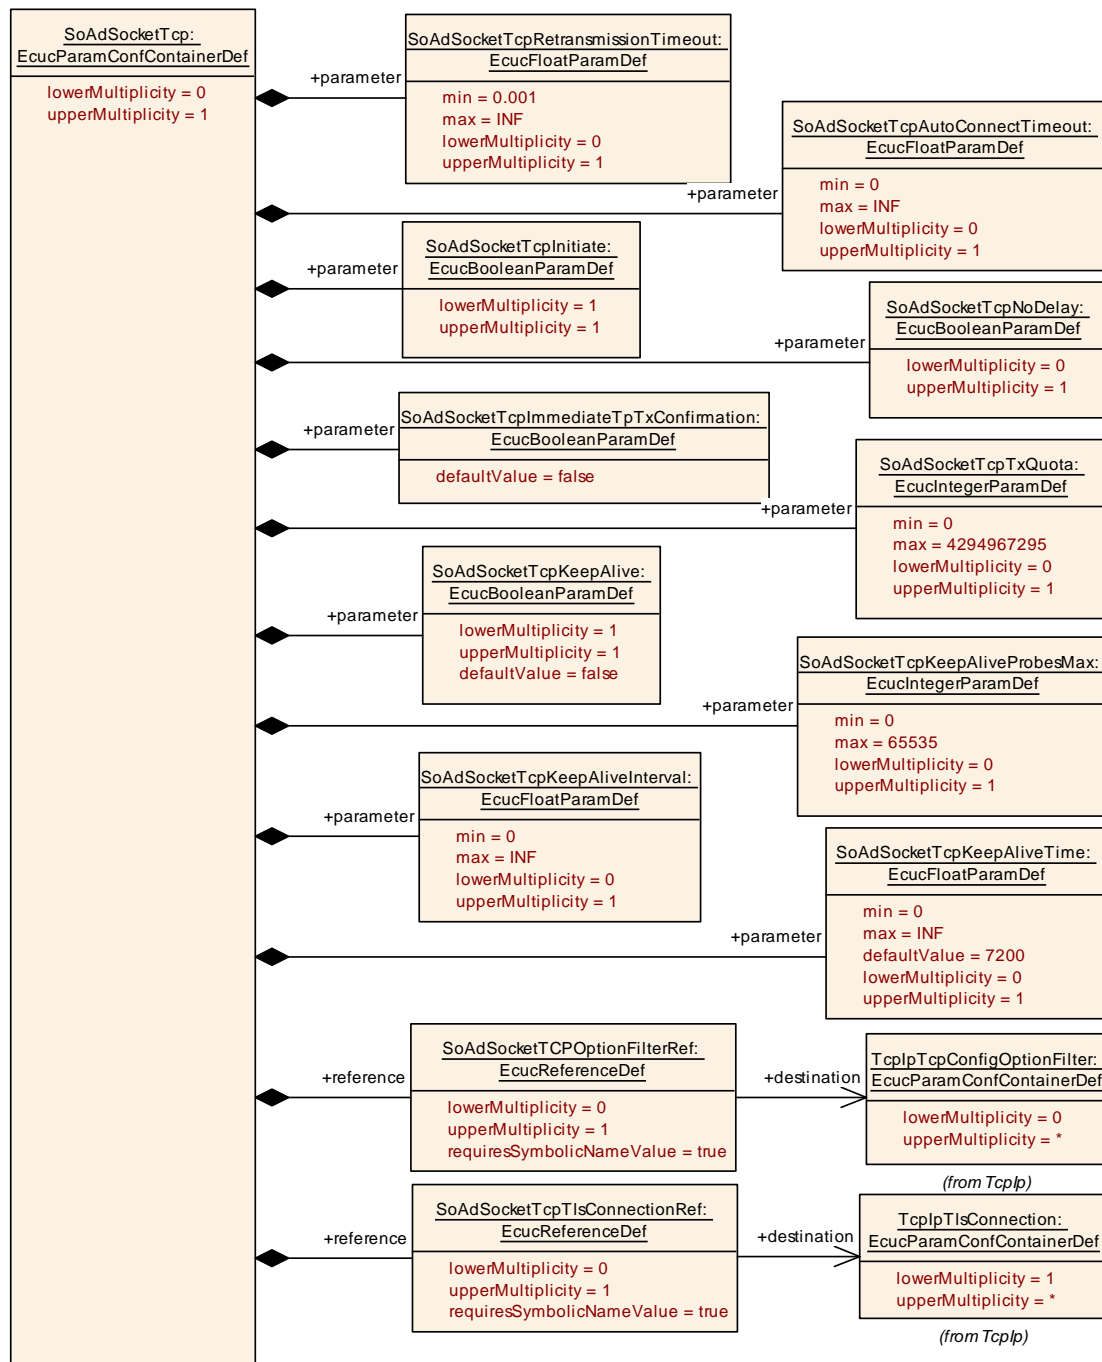 SoAdSocketTcp:
EcucParamConfContainerDef
lowerMultiplicity = 0
upperMultiplicity = 1
+parameter
SoAdSocketTcpRetransmissionTimeout:
EcucFloatParamDef
min = 0.001
max = INF
lowerMultiplicity = 0
upperMultiplicity = 1
+parameter
SoAdSocketTcpAutoConnectTimeout:
EcucFloatParamDef
min = 0
max = INF
lowerMultiplicity = 0
upperMultiplicity = 1
+parameter
SoAdSocketTcpInitiate:
EcucBooleanParamDef
lowerMultiplicity = 1
upperMultiplicity = 1
+parameter
SoAdSocketTcpNoDelay:
EcucBooleanParamDef
lowerMultiplicity = 0
upperMultiplicity = 1
+parameter
SoAdSocketTcpImmediateTpTxConfirmation:
EcucBooleanParamDef
defaultValue = false
+parameter
SoAdSocketTcpTxQuota:
EcucIntegerParamDef
min = 0
max = 4294967295
lowerMultiplicity = 0
upperMultiplicity = 1
+parameter
SoAdSocketTcpKeepAlive:
EcucBooleanParamDef
lowerMultiplicity = 1
upperMultiplicity = 1
defaultValue = false
+parameter
SoAdSocketTcpKeepAliveProbesMax:
EcucIntegerParamDef
min = 0
max = 65535
lowerMultiplicity = 0
upperMultiplicity = 1
+parameter
SoAdSocketTcpKeepAliveInterval:
EcucFloatParamDef
min = 0
max = INF
lowerMultiplicity = 0
upperMultiplicity = 1
+parameter
SoAdSocketTcpKeepAliveTime:
EcucFloatParamDef
min = 0
max = INF
defaultValue = 7200
lowerMultiplicity = 0
upperMultiplicity = 1
+reference
SoAdSocketTCPOptionFilterRef:
EcucReferenceDef
lowerMultiplicity = 0
upperMultiplicity = 1
requiresSymbolicNameValue = true
+destination
TcpIpTcpConfigOptionFilter:
EcucParamConfContainerDef
lowerMultiplicity = 0
upperMultiplicity = *
(from TcpIp)
+reference
SoAdSocketTcpTlsConnectionRef:
EcucReferenceDef
lowerMultiplicity = 0
upperMultiplicity = 1
requiresSymbolicNameValue = true
+destination
TcpIpTlsConnection:
EcucParamConfContainerDef
lowerMultiplicity = 1
upperMultiplicity = *
(from TcpIp)